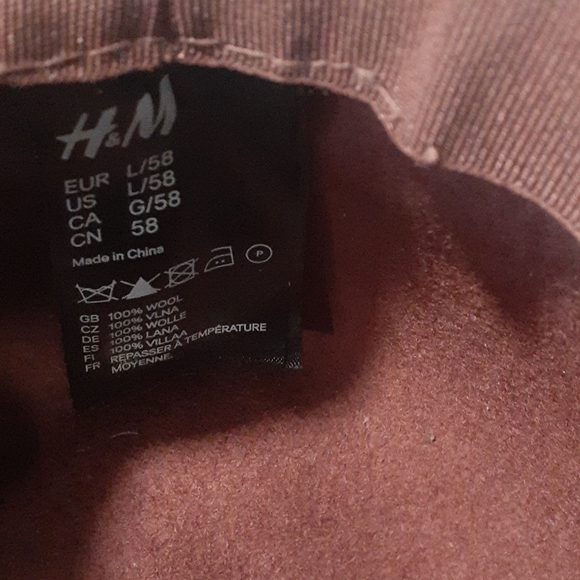 H&M
EUR L/58
US L/58
CA G/58
CN 58
Made in China
P
GB 100% WOOL
CZ 100% VLNA
DE 100% WOLLE
ES 100% LANA
FI 100% VILLAA
FR REPASSER À TEMPÉRATURE
MOYENNE.